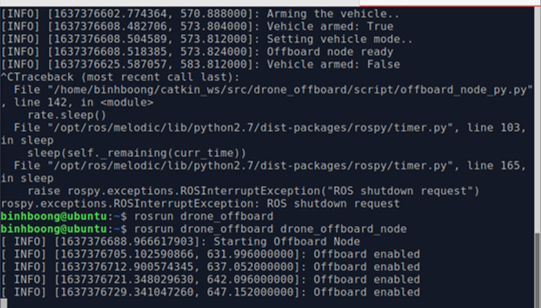 [INFO] [1637376602.774364, 570.888000]: Arming the vehicle..
[INFO] [1637376608.482706, 573.804000]: Vehicle armed: True
[INFO] [1637376608.504589, 573.812000]: Setting vehicle mode..
[INFO] [1637376608.518385, 573.824000]: Offboard node ready
[INFO] [1637376625.587057, 583.812000]: Vehicle armed: False
^CTraceback (most recent call last):
  File "/home/binhboong/catkin_ws/src/drone_offboard/script/offboard_node_py.py"
, line 142, in <module>
    rate.sleep()
  File "/opt/ros/melodic/lib/python2.7/dist-packages/rospy/timer.py", line 103,
in sleep
    sleep(self._remaining(curr_time))
  File "/opt/ros/melodic/lib/python2.7/dist-packages/rospy/timer.py", line 165,
in sleep
    raise rospy.exceptions.ROSInterruptException("ROS shutdown request")
rospy.exceptions.ROSInterruptException: ROS shutdown request
binhboong@ubuntu:~$ rosrun drone_offboard
binhboong@ubuntu:~$ rosrun drone_offboard drone_offboard_node
[ INFO] [1637376688.966617903]: Starting Offboard Node
[ INFO] [1637376705.102590866, 631.996000000]: Offboard enabled
[ INFO] [1637376712.900574345, 637.052000000]: Offboard enabled
[ INFO] [1637376721.348029630, 642.096000000]: Offboard enabled
[ INFO] [1637376729.341047260, 647.152000000]: Offboard enabled